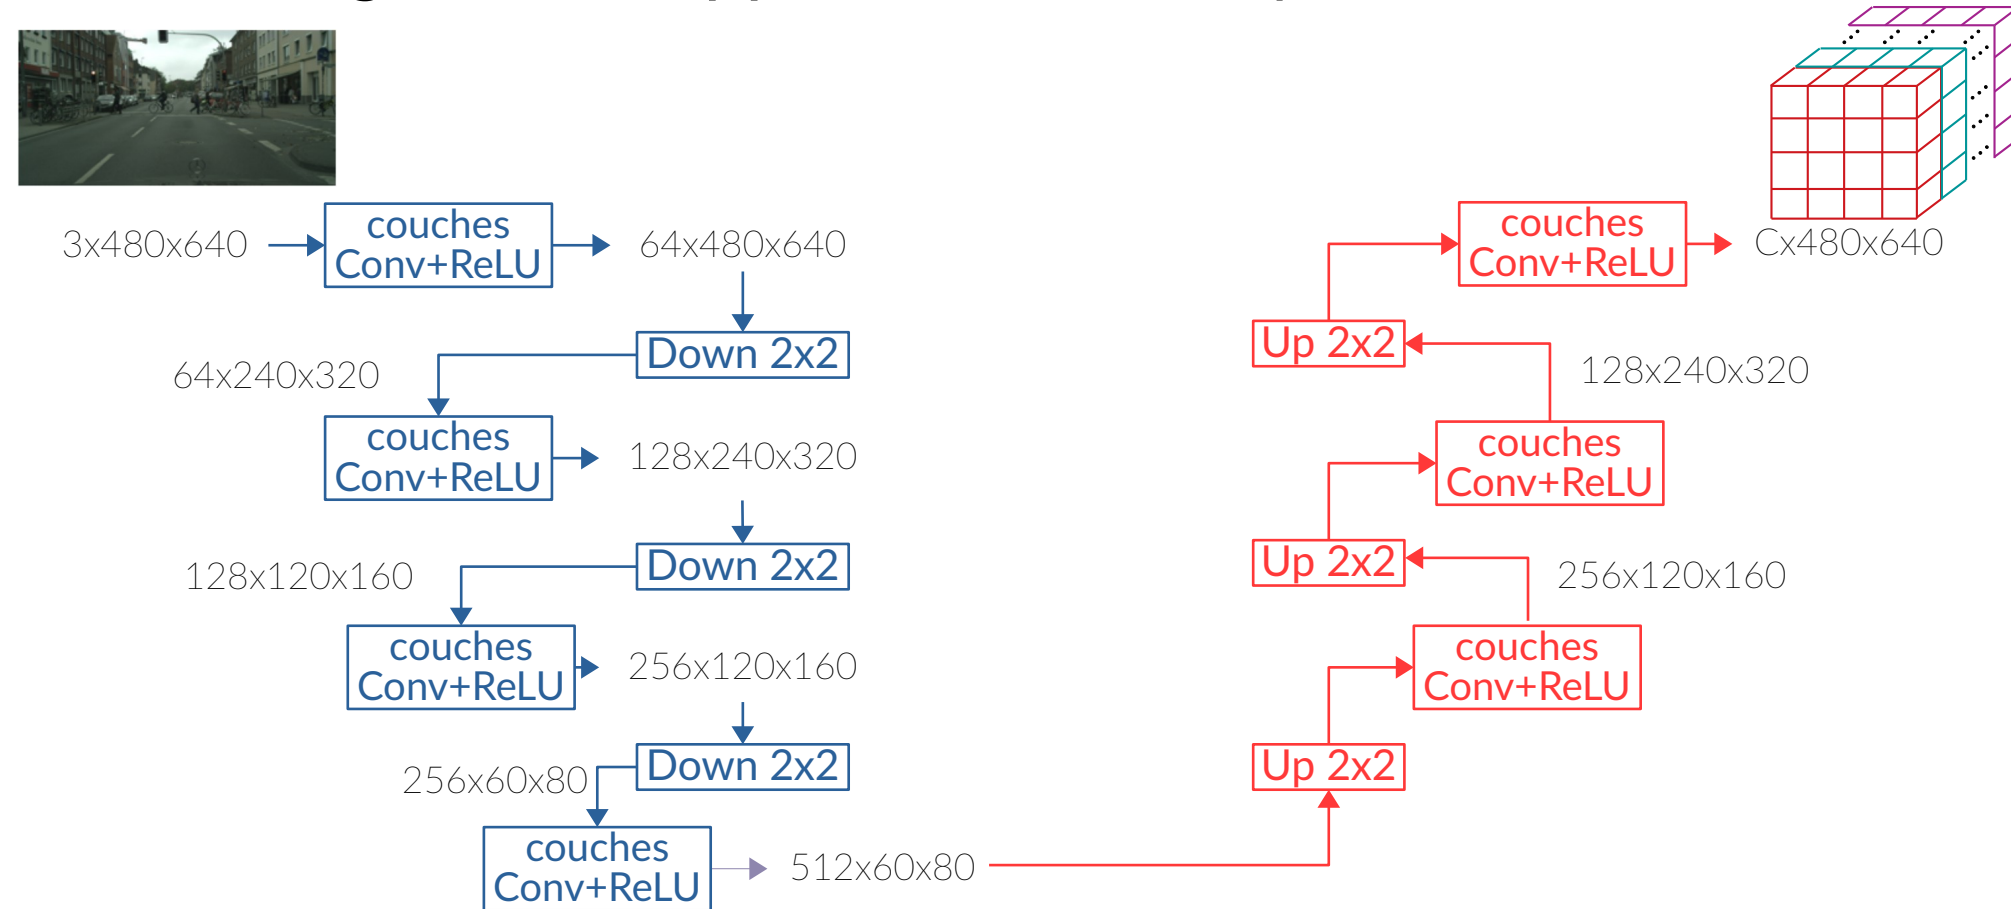 3x480x640
couches
Conv+ReLU
64x480x640
Down 2x2
64x240x320
couches
Conv+ReLU
128x240x320
Down 2x2
128x120x160
couches
Conv+ReLU
256x120x160
Down 2x2
256x60x80
couches
Conv+ReLU
512x60x80
Up 2x2
couches
Conv+ReLU
256x120x160
Up 2x2
couches
Conv+ReLU
128x240x320
Up 2x2
couches
Conv+ReLU
Cx480x640